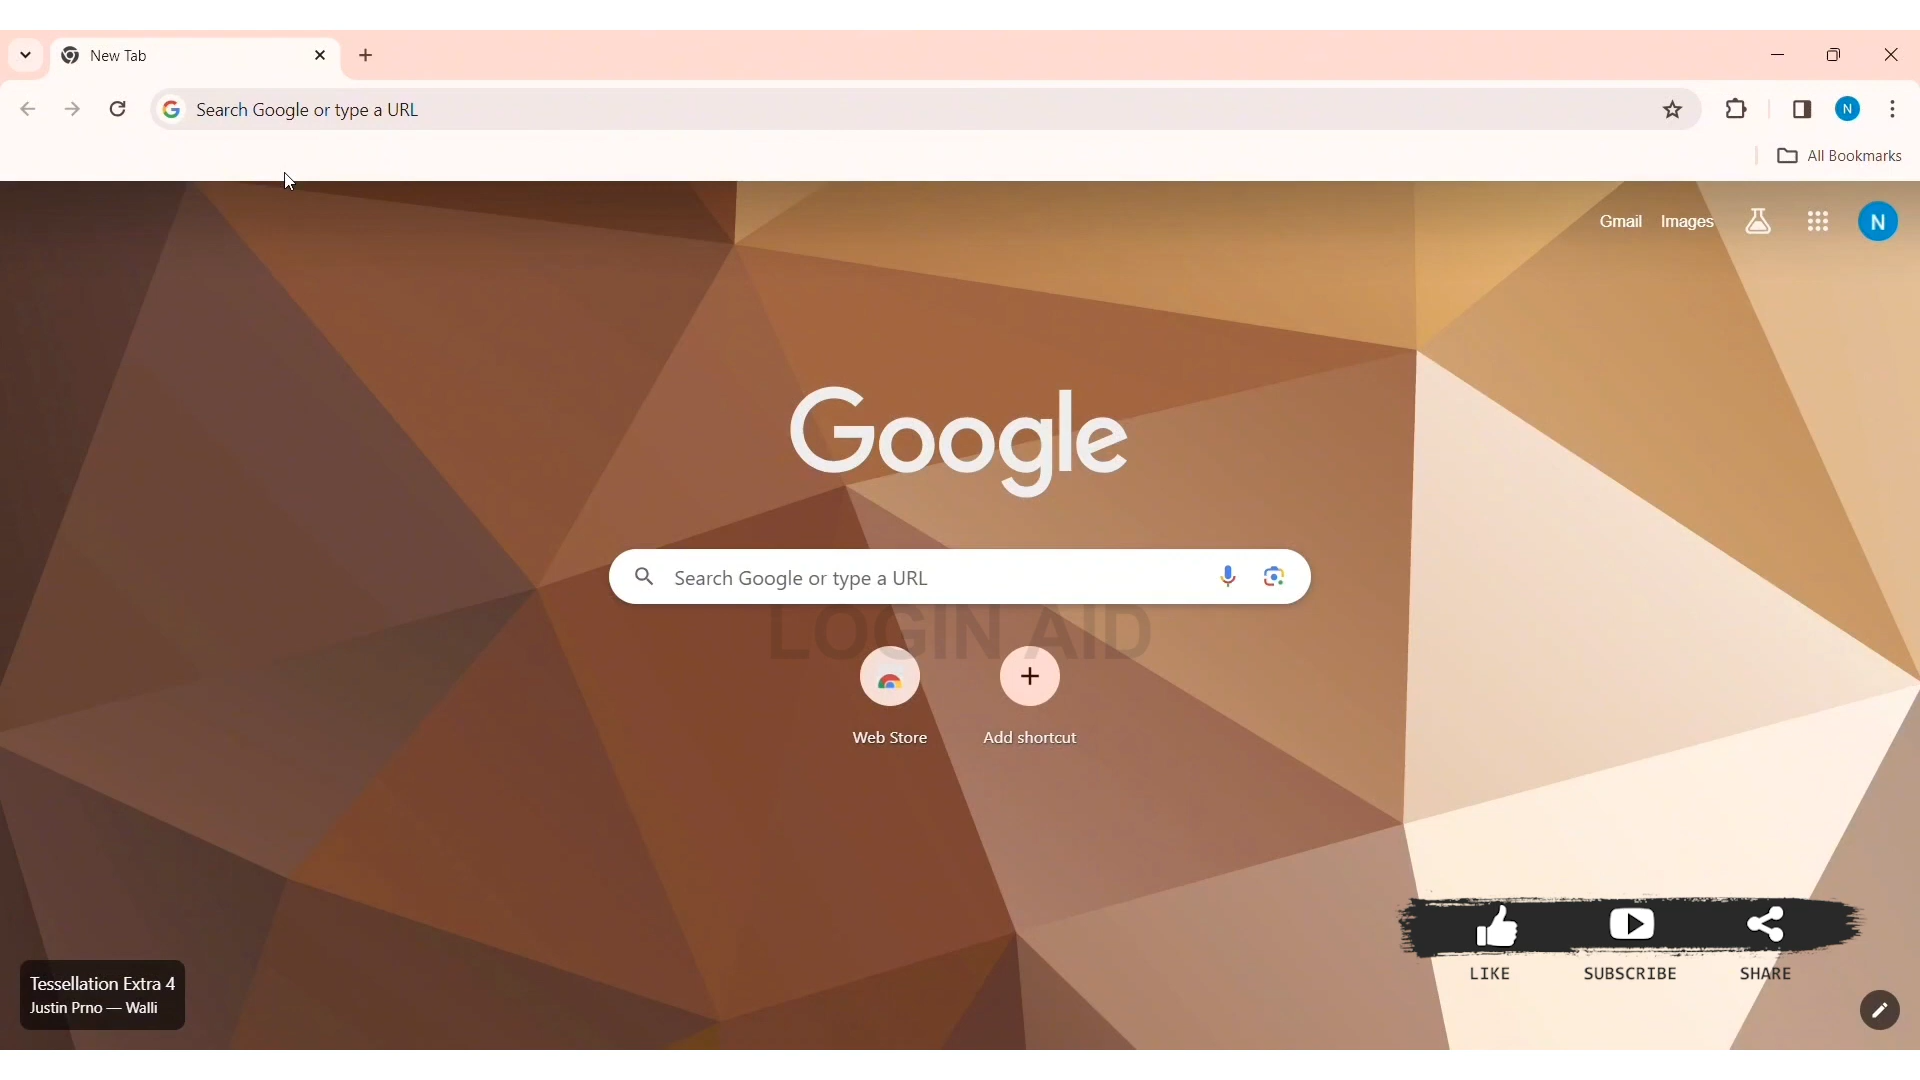 New Tab
Search Google or type a URL
All Bookmarks
Gmail Images
N
N
Google
Search Google or type a URL
LOGIN AID
Web Store Add shortcut
LIKE SUBSCRIBE SHARE
Tessellation Extra 4
Justin Prno — Walli